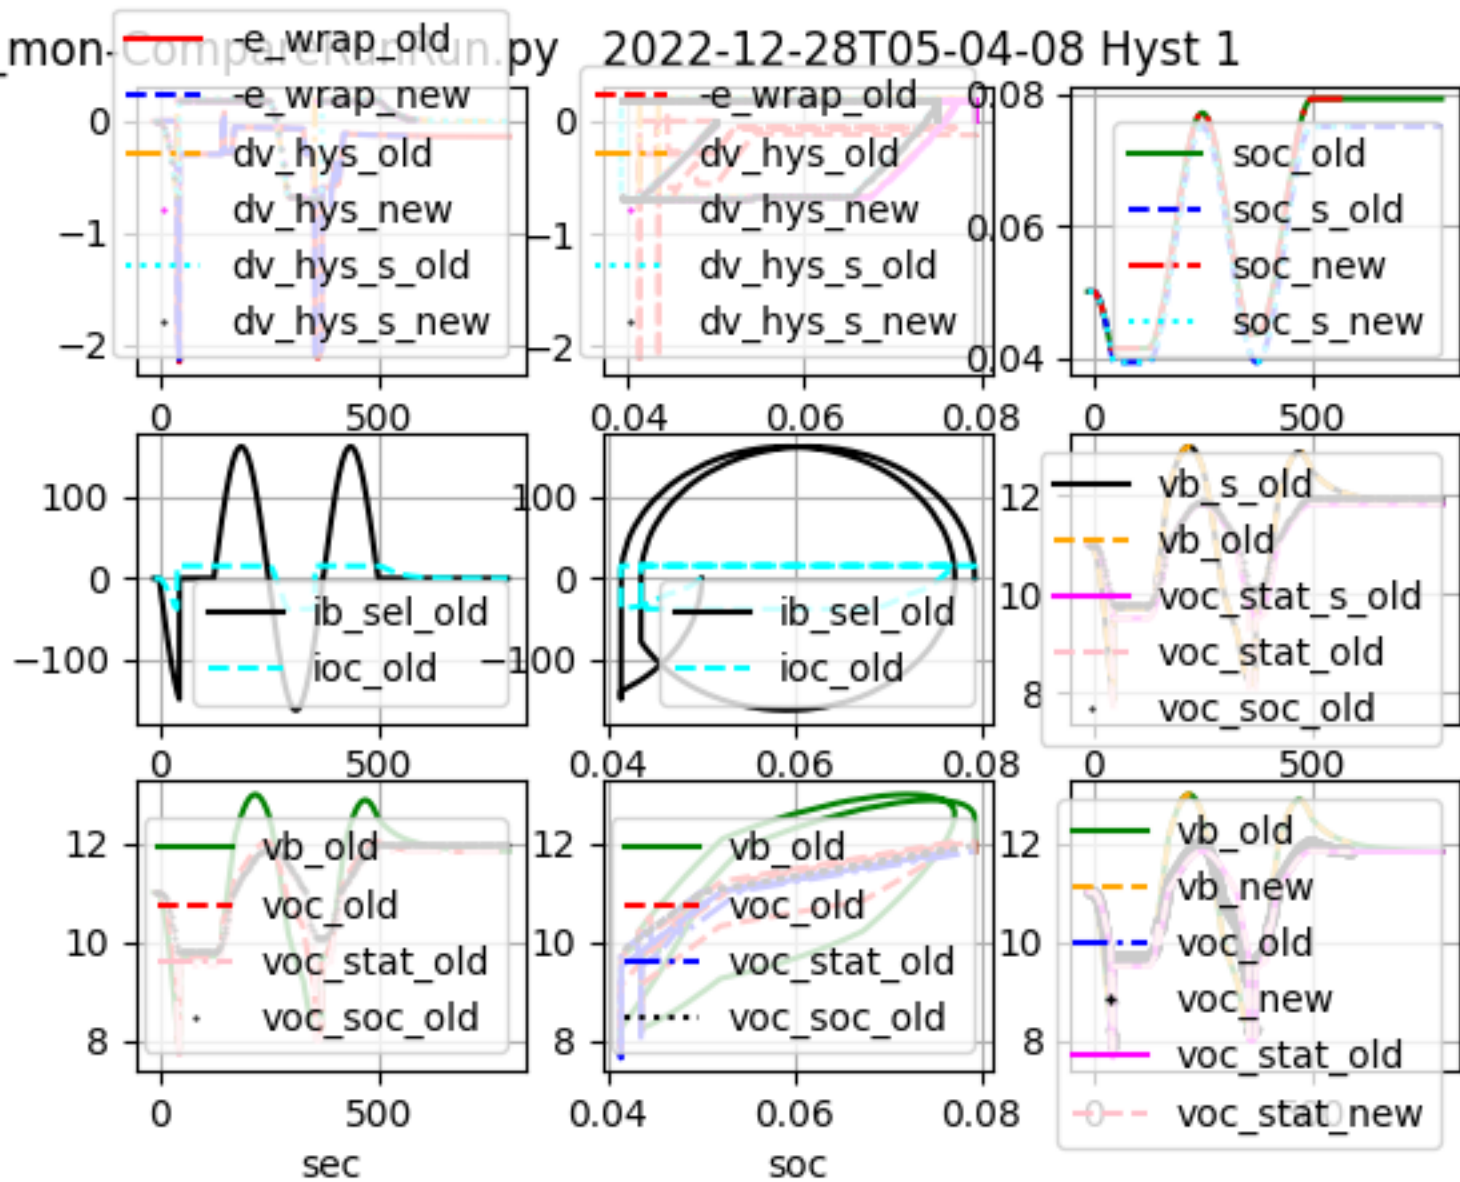 _mon-CompareRunRun.py 2022-12-28T05-04-08 Hyst 1
-e_wrap_old
-e_wrap_new
dv_hys_old
dv_hys_new
dv_hys_s_old
dv_hys_s_new
0
−1
−2
0 500
-e_wrap_old
dv_hys_old
dv_hys_new
dv_hys_s_old
dv_hys_s_new
0
−1
−2
0.04 0.06 0.08
soc_old
soc_s_old
soc_new
soc_s_new
0.08
0.06
0.04
0 500
100
0
−100
ib_sel_old
ioc_old
0 500
100
0
−100
ib_sel_old
ioc_old
0.04 0.06 0.08
12
10
8
vb_s_old
vb_old
voc_stat_s_old
voc_stat_old
voc_soc_old
0 500
12
10
8
vb_old
voc_old
voc_stat_old
voc_soc_old
0 500
sec
12
10
8
vb_old
voc_old
voc_stat_old
voc_soc_old
0.04 0.06 0.08
soc
12
10
8
vb_old
vb_new
voc_old
voc_new
voc_stat_old
voc_stat_new
0 500